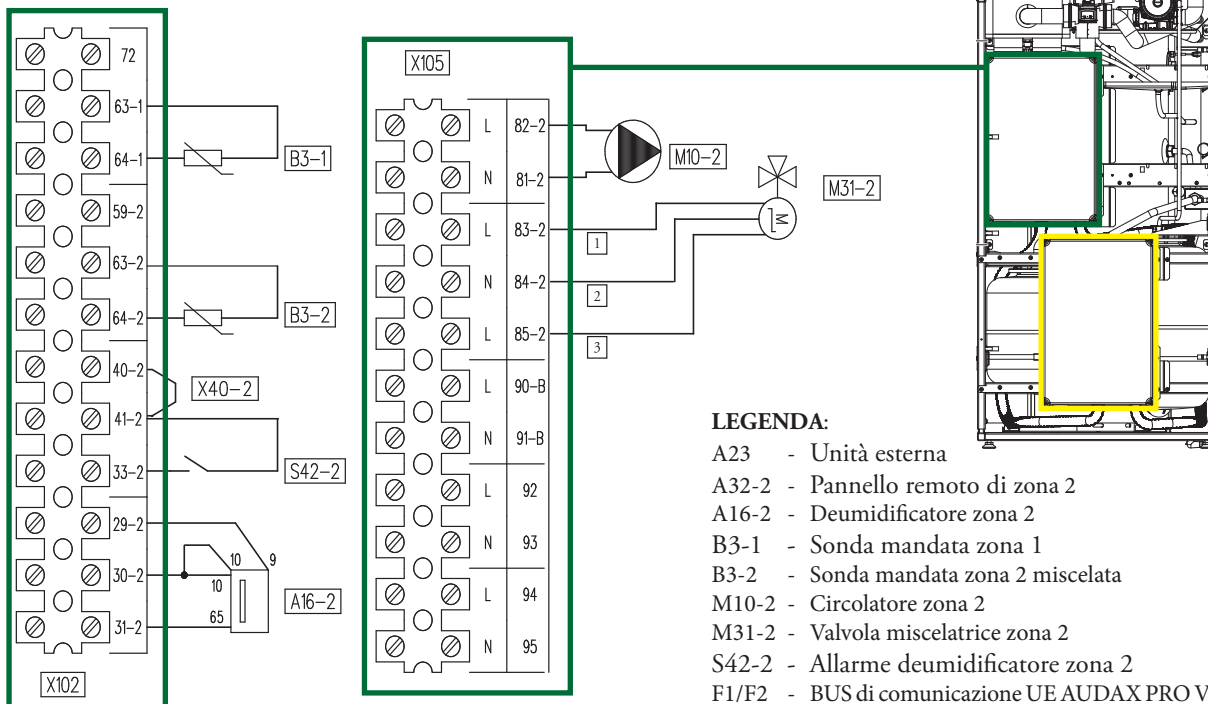 72
63-1
64-1
B3-1
59-2
63-2
64-2
B3-2
40-2
X40-2
41-2
33-2
S42-2
29-2
30-2
10
9
10
65
A16-2
31-2
X102
X105
L 82-2
N 81-2
M10-2
L 83-2
1
N 84-2
2
L 85-2
3
M
M31-2
L 90-B
N 91-B
L 92
N 93
L 94
N 95
LEGENDA:
A23 - Unità esterna
A32-2 - Pannello remoto di zona 2
A16-2 - Deumidificatore zona 2
B3-1 - Sonda mandata zona 1
B3-2 - Sonda mandata zona 2 miscelata
M10-2 - Circolatore zona 2
M31-2 - Valvola miscelatrice zona 2
S42-2 - Allarme deumidificatore zona 2
F1/F2 - BUS di comunicazione UE AUDAX PRO V